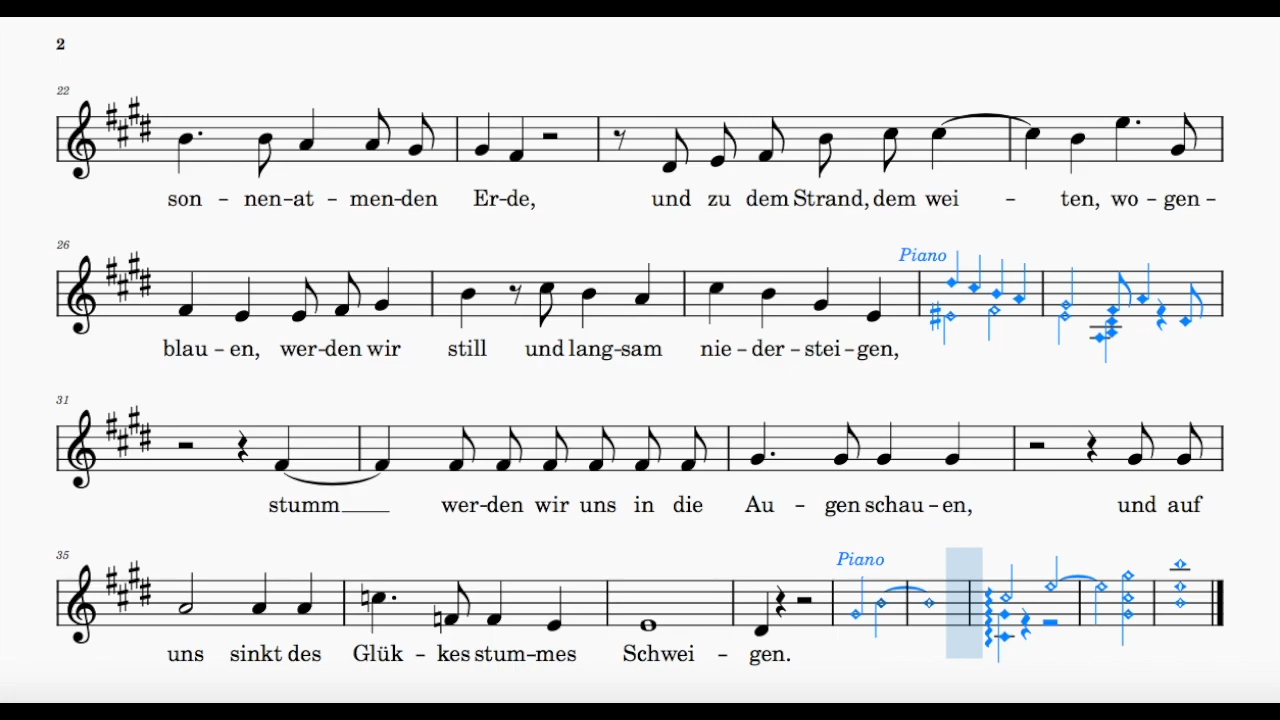 2
22
son – nen–at – men–den Er–de, und zu dem Strand, dem wei – ten, wo – gen –
26
Piano
blau – en, wer–den wir still und lang–sam nie – der – stei – gen,
31
stumm___ wer–den wir uns in die Au – gen schau – en, und auf
35
Piano
uns sinkt des Glük – kes stum–mes Schwei – gen.